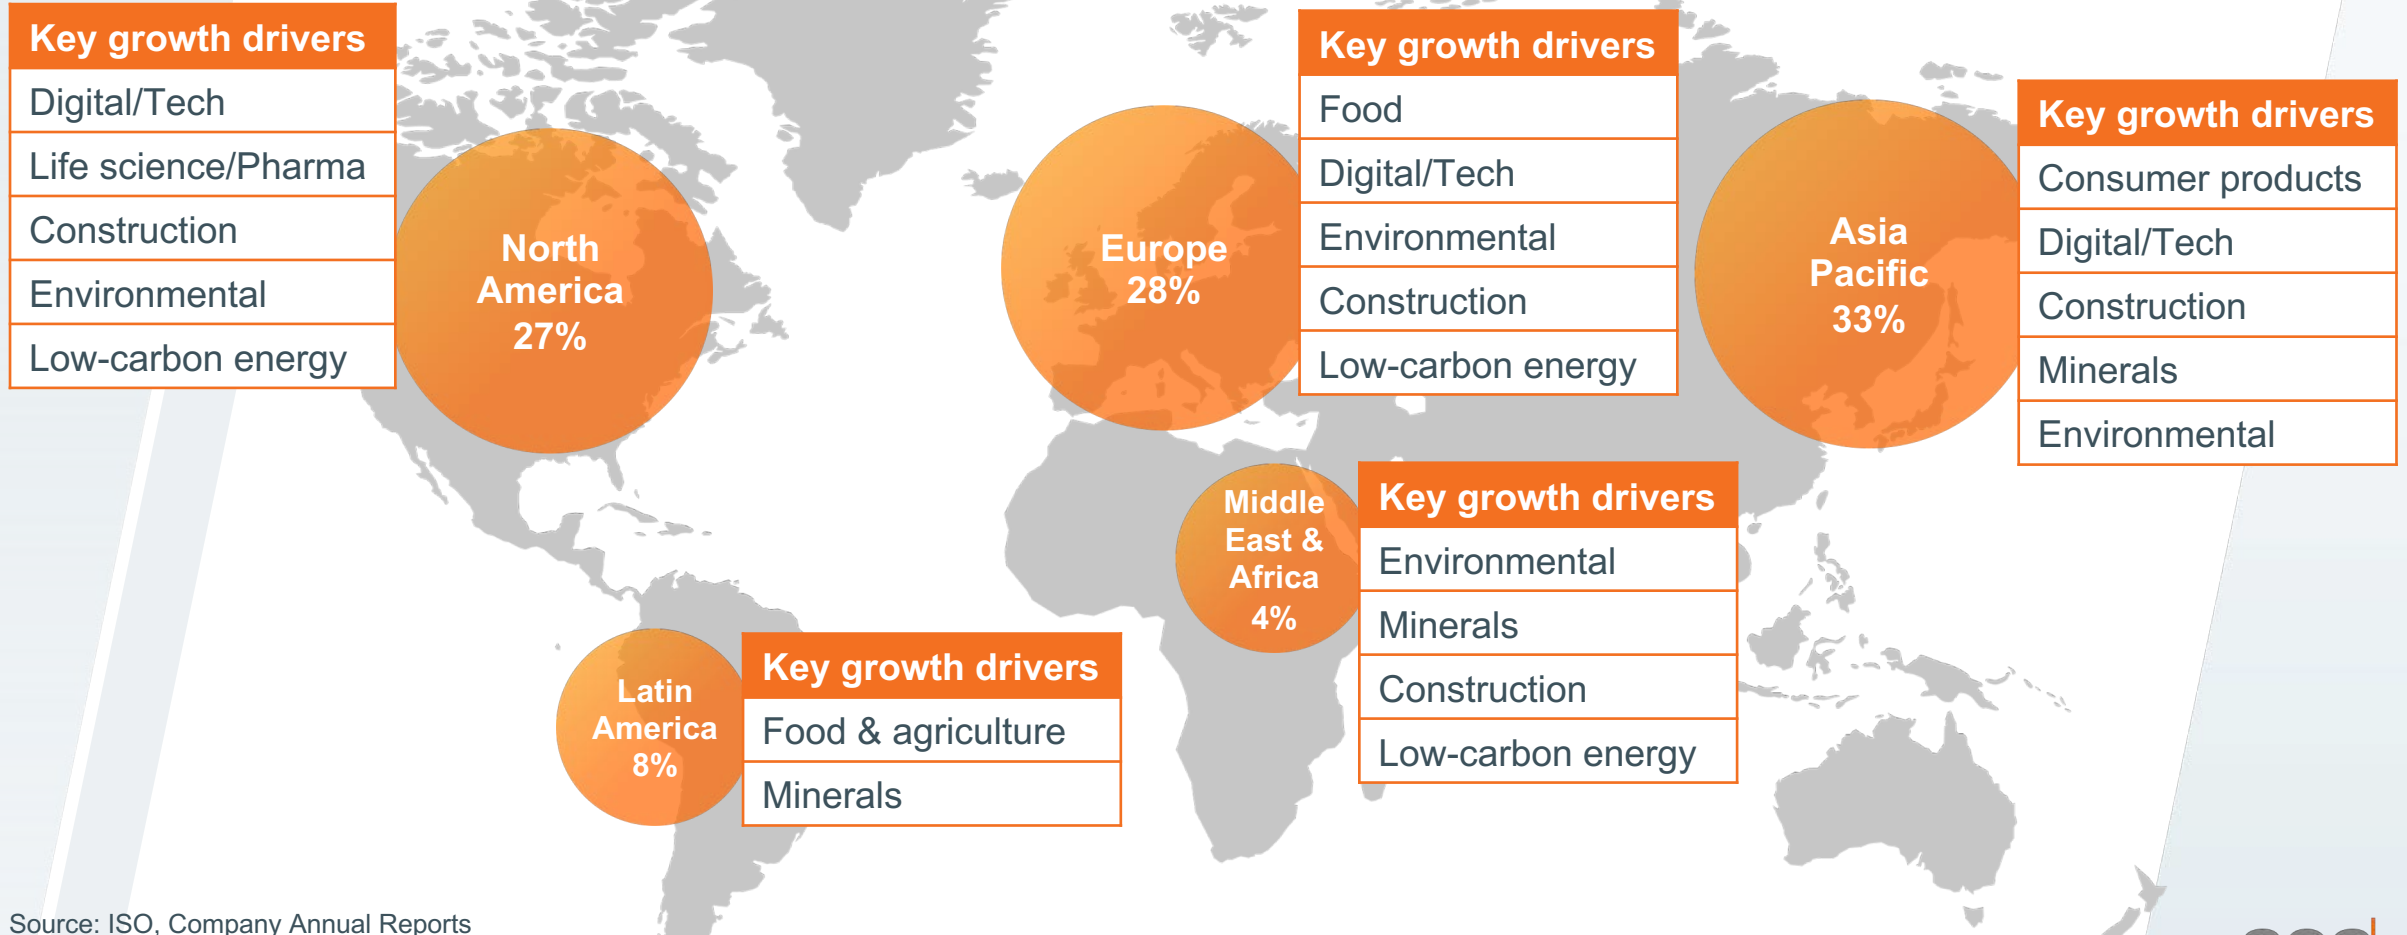 Key growth drivers
Digital/Tech
Life science/Pharma
Construction
Environmental
Low-carbon energy
North
America
27%
Europe
28%
Key growth drivers
Food
Digital/Tech
Environmental
Construction
Low-carbon energy
Asia
Pacific
33%
Key growth drivers
Consumer products
Digital/Tech
Construction
Minerals
Environmental
Middle
East &
Africa
4%
Key growth drivers
Environmental
Minerals
Construction
Low-carbon energy
Latin
America
8%
Key growth drivers
Food & agriculture
Minerals
Source: ISO, Company Annual Reports